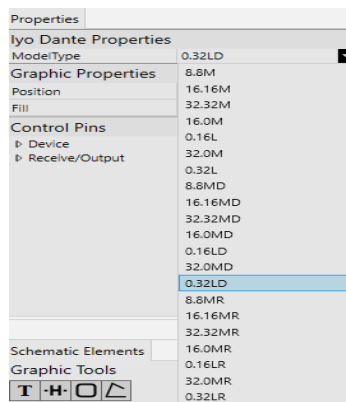 Properties
Iyo Dante Properties
ModelType 0.32LD
Graphic Properties
Position
Fill
Control Pins
Device
Receive/Output
8.8M
16.16M
32.32M
16.0M
0.16L
32.0M
0.32L
8.8MD
16.16MD
32.32MD
16.0MD
0.16LD
32.0MD
0.32LD
8.8MR
16.16MR
32.32MR
16.0MR
0.16LR
32.0MR
0.32LR
Schematic Elements
Graphic Tools
T ·H·